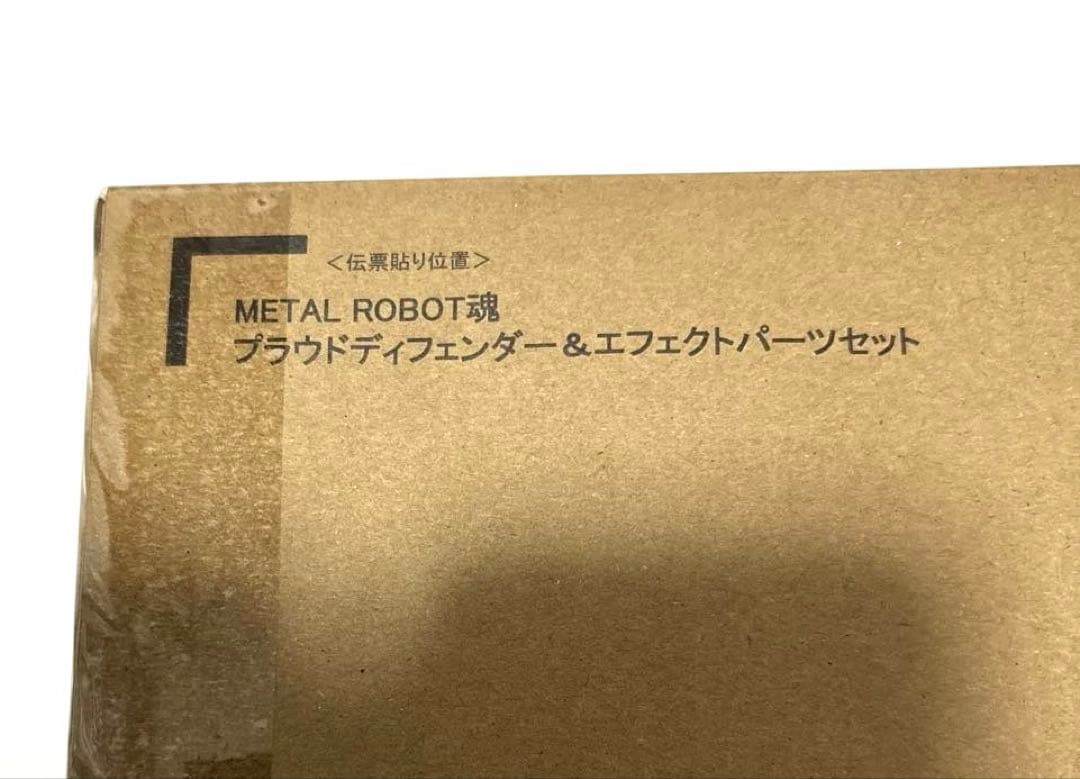 ＜伝票貼り位置＞
METAL ROBOT魂
プラウドディフェンダー＆エフェクトパーツセット